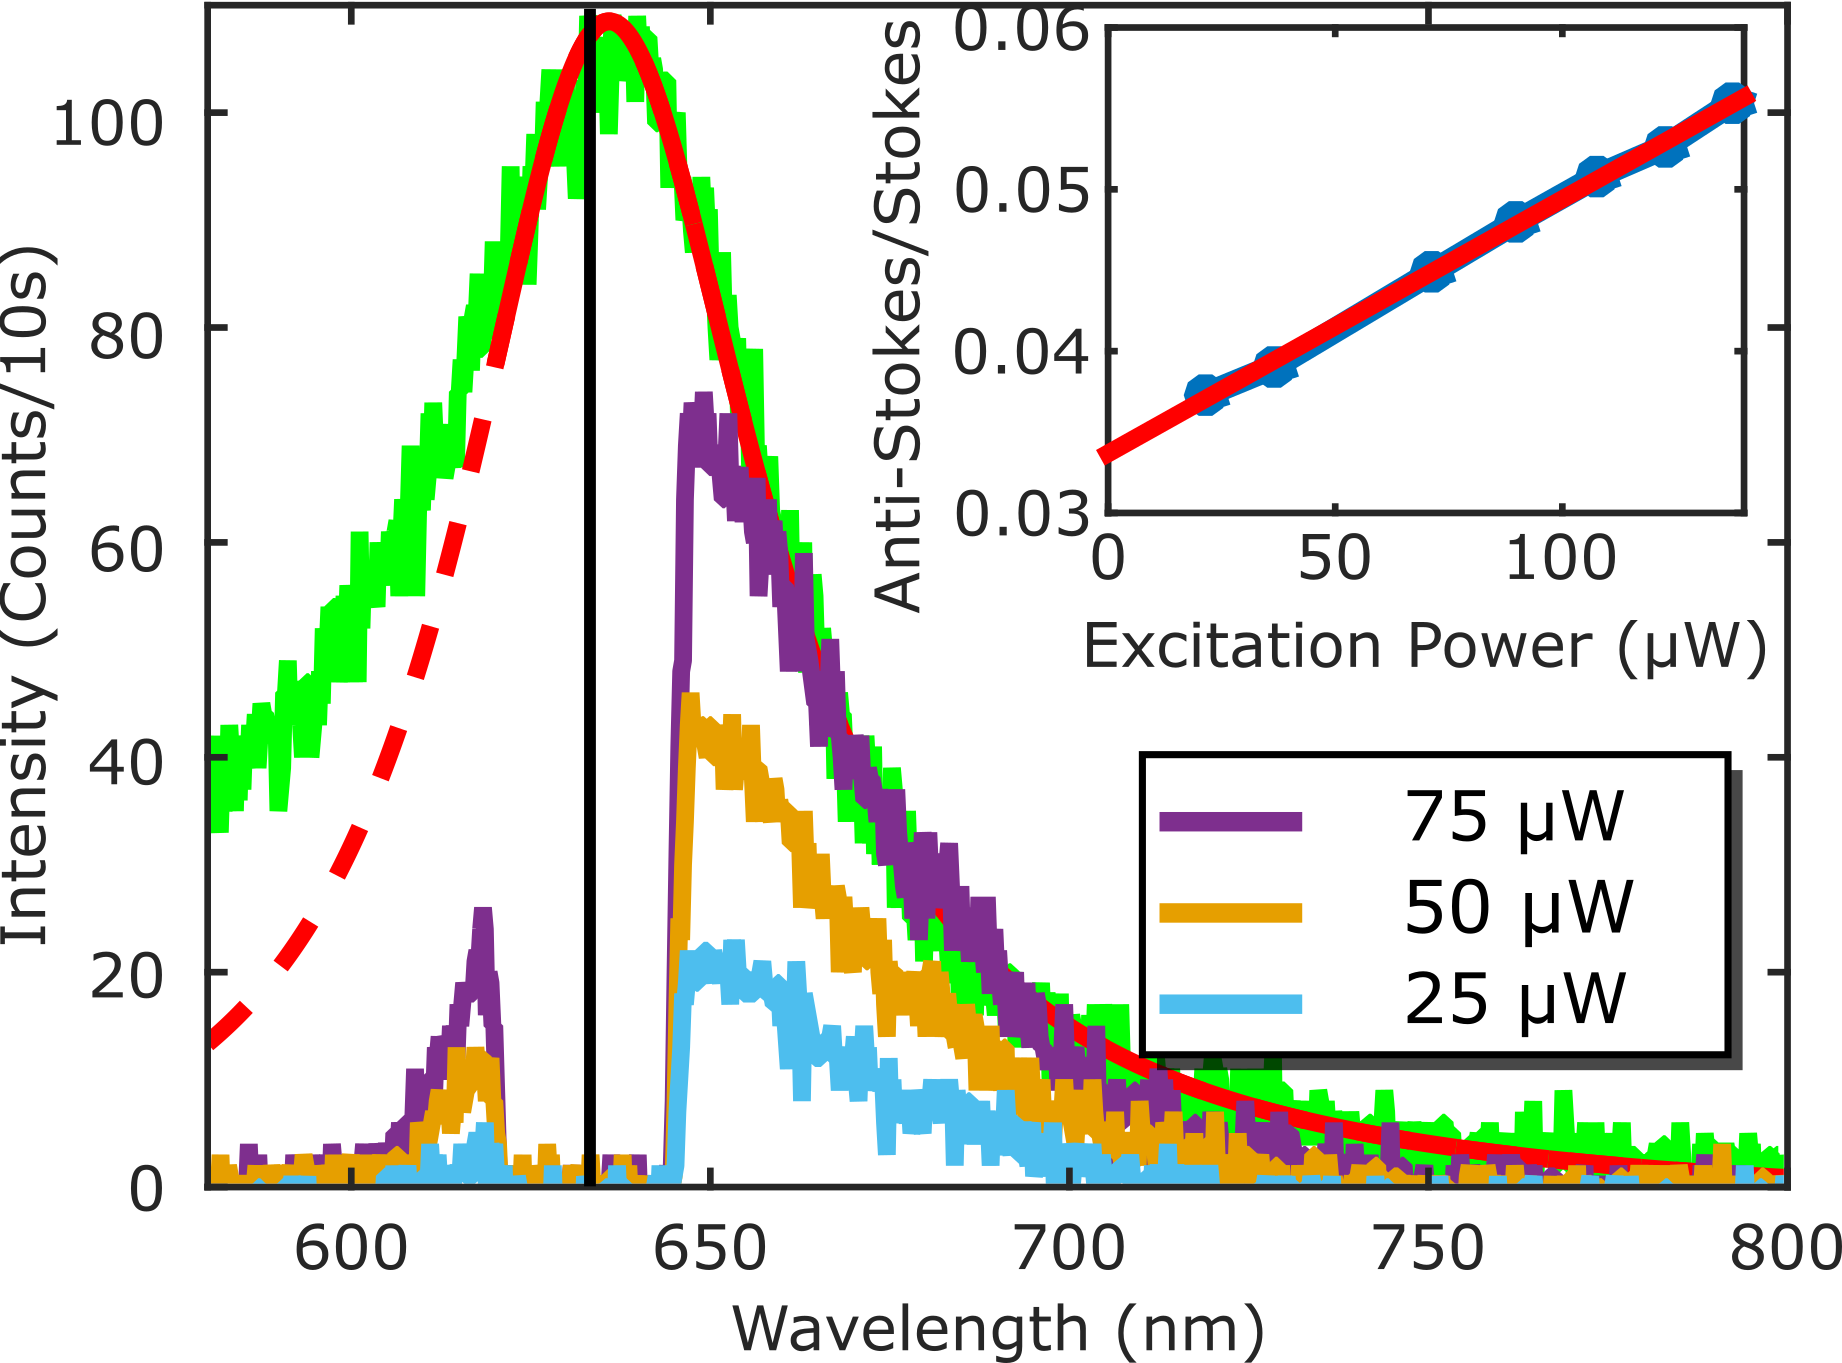 Intensity (Counts/10s)
100
80
60
40
20
0
600
650
700
750
800
Wavelength (nm)
Anti-Stokes/Stokes
0.06
0.05
0.04
0.03
0
50
100
Excitation Power (µW)
75 µW
50 µW
25 µW